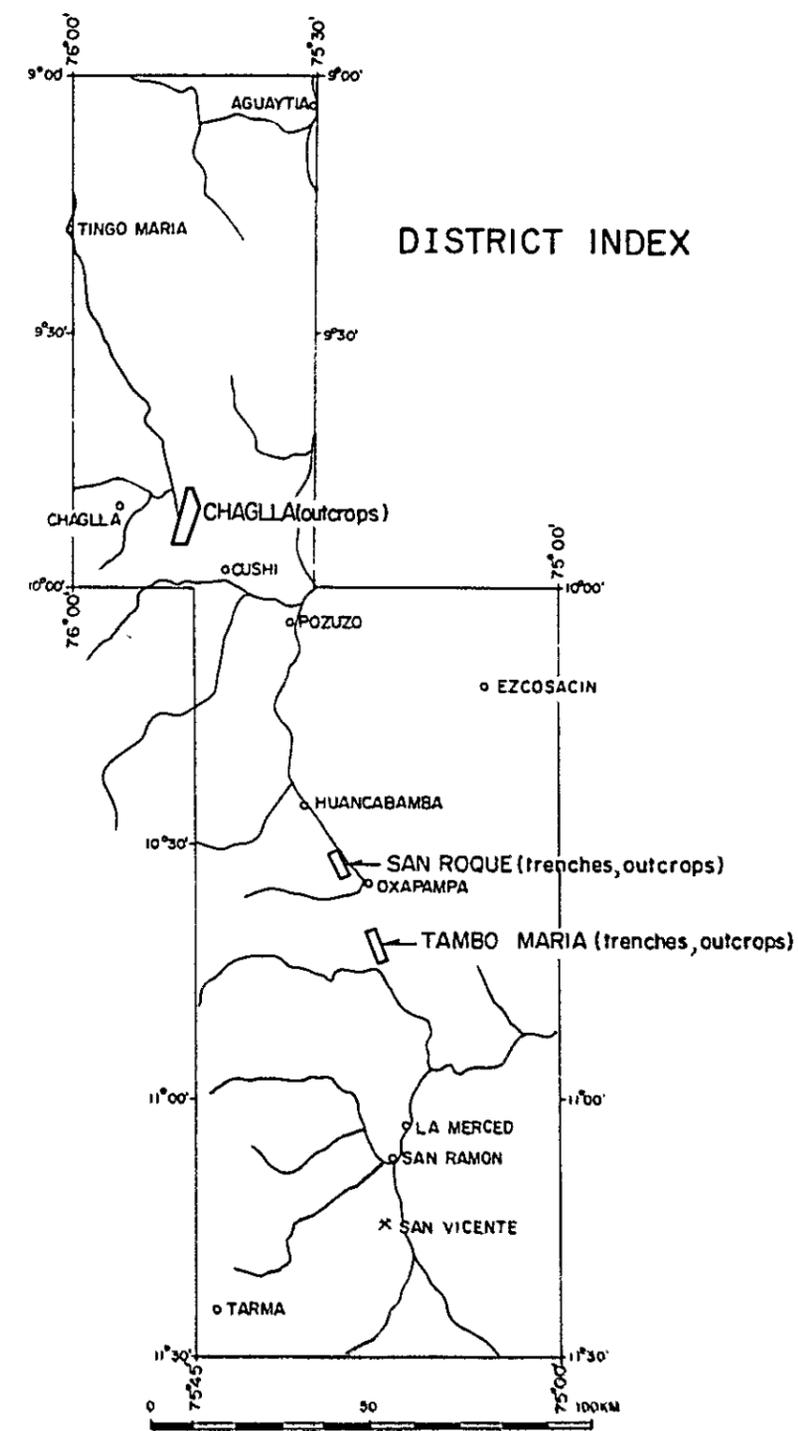 76°00'
75°30'
9°00'
9°00'
AGUAYTIA
TINGO MARIA
DISTRICT INDEX
9°30'
9°30'
CHAGLLA
CHAGLLA(outcrops)
CUSHI
75°00'
10°00'
10°00'
76°00'
POZUZO
EZCOSACIN
HUANCABAMBA
10°30'
SAN ROQUE(trenches,outcrops)
OXAPAMPA
TAMBO MARIA (trenches,outcrops)
11°00'
11°00'
LA MERCED
SAN RAMON
SAN VICENTE
TARMA
11°30'
11°30'
75°45'
75°00'
0 50 100KM